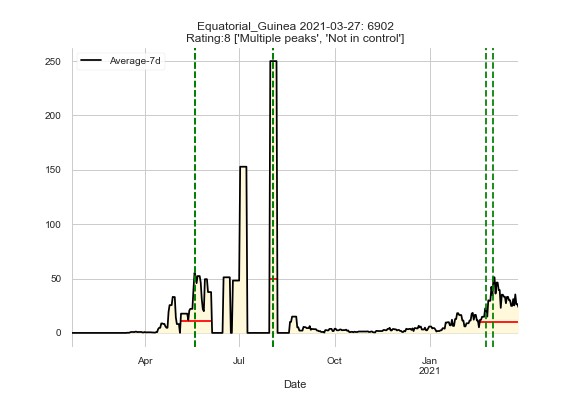 Equatorial_Guinea 2021-03-27: 6902
Rating:8 ['Multiple peaks', 'Not in control']
Average-7d
250
200
150
100
50
0
Apr
Jul
Oct
Jan
2021
Date